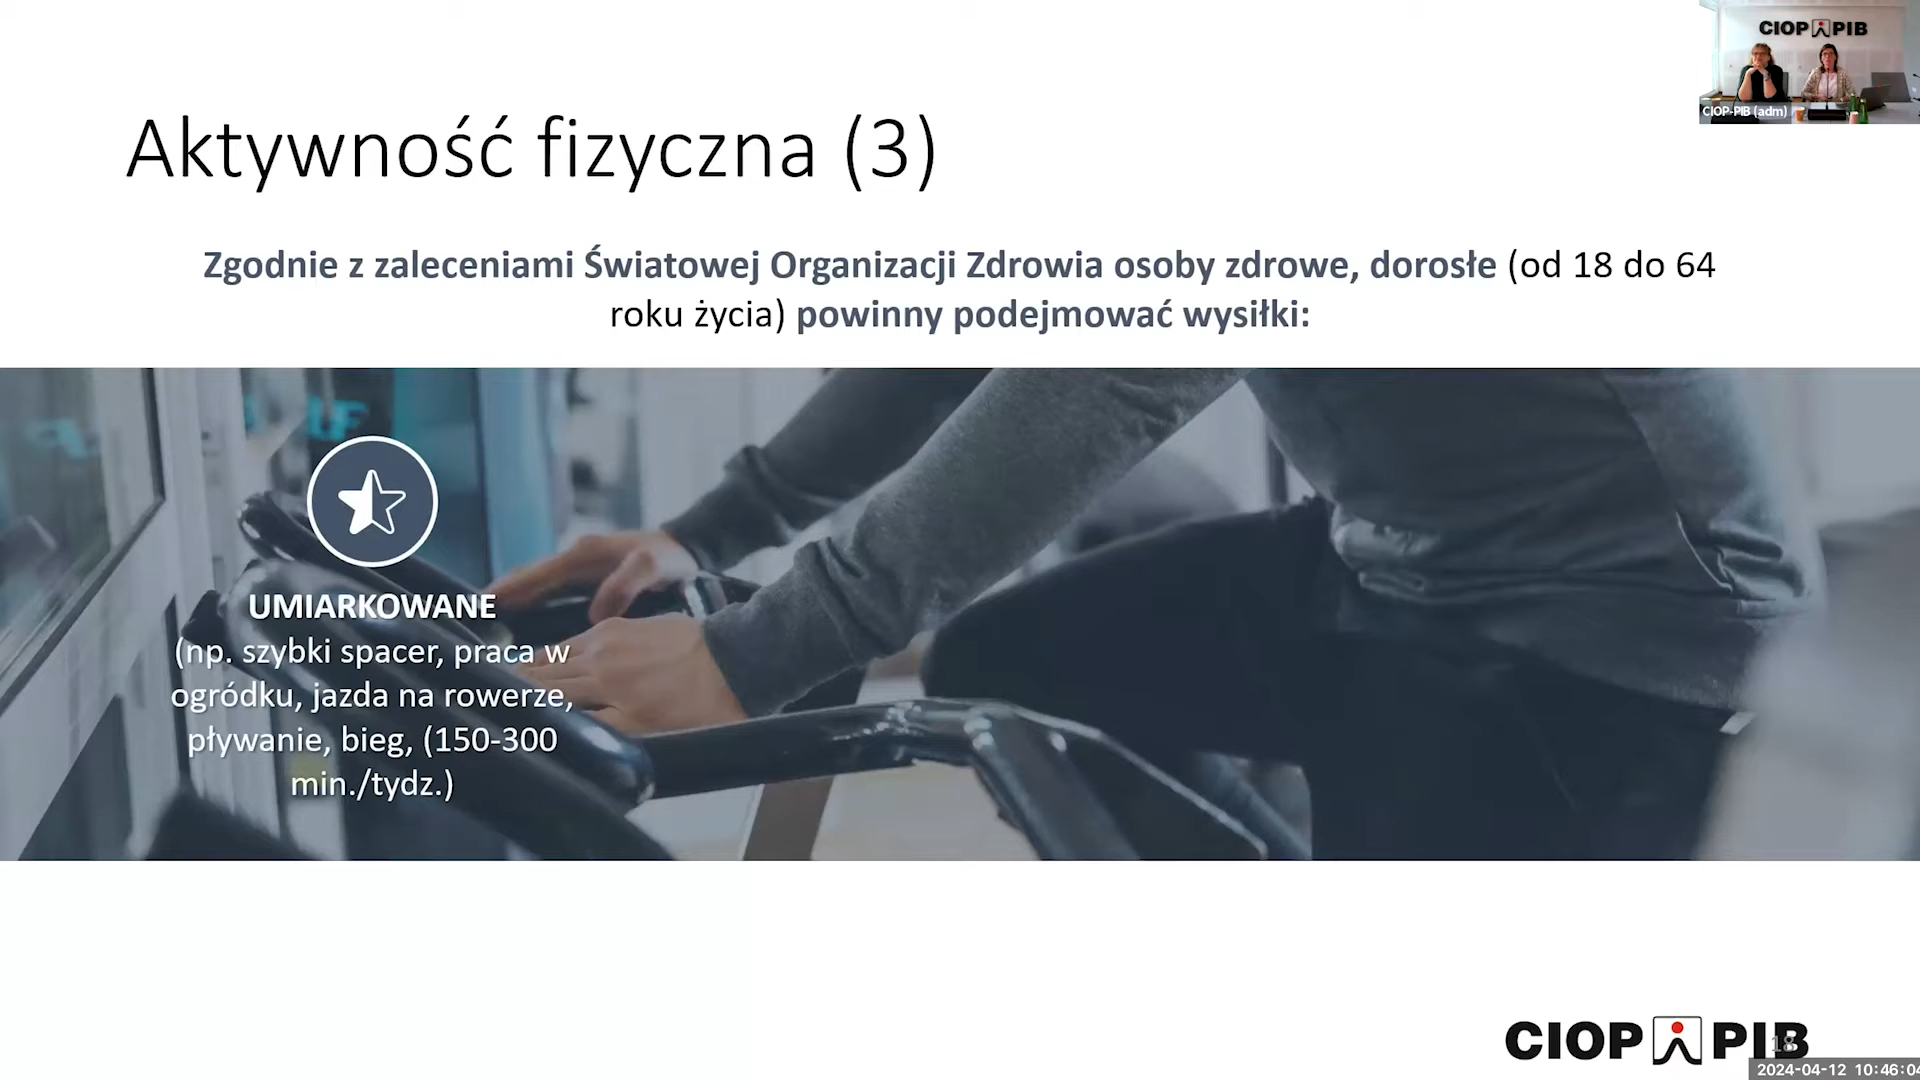 CIOP PIB
CIOP-PIB (adm)
Aktywność fizyczna (3)
Zgodnie z zaleceniami Światowej Organizacji Zdrowia osoby zdrowe, dorosłe (od 18 do 64
roku życia) powinny podejmować wysiłki:
UMIARKOWANE
(np. szybki spacer, praca w
ogródku, jazda na rowerze,
pływanie, bieg, (150-300
min./tydz.)
CIOP PIB
18
2024-04-12 10:46:04